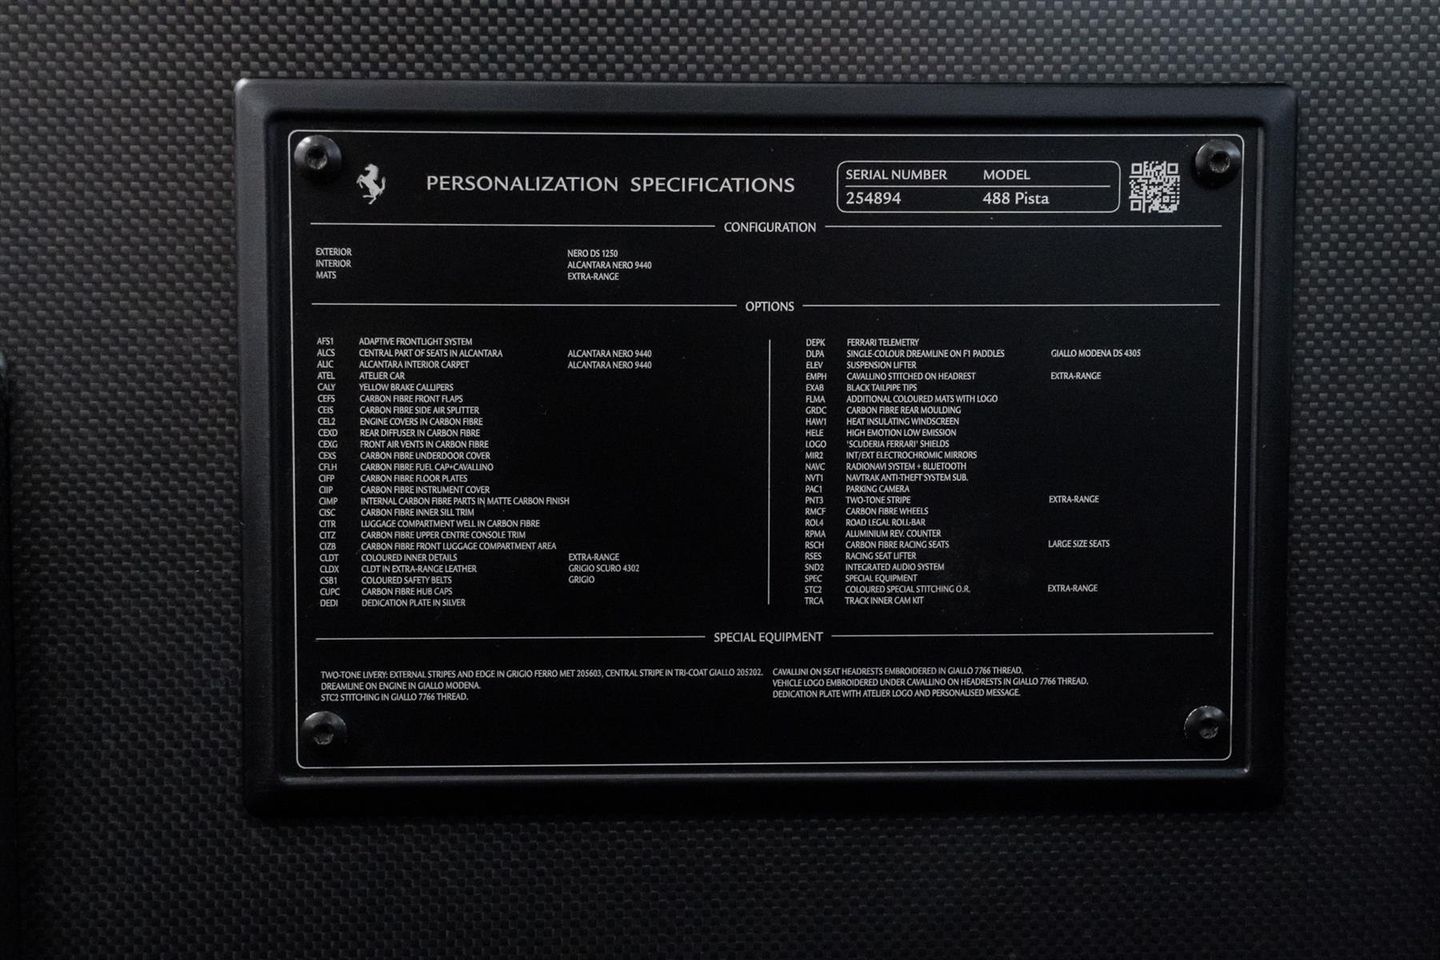 PERSONALIZATION SPECIFICATIONS
SERIAL NUMBER MODEL
254894 488 Pista
CONFIGURATION
EXTERIOR NERO DS 1250
INTERIOR ALCANTARA NERO 9440
MATS EXTRA-RANGE
OPTIONS
AFS1 ADAPTIVE FRONTLIGHT SYSTEM
ALCS CENTRAL PART OF SEATS IN ALCANTARA ALCANTARA NERO 9440
ALIC ALCANTARA INTERIOR CARPET ALCANTARA NERO 9440
ATEL ATELIER CAR
CALY YELLOW BRAKE CALLIPERS
CEFS CARBON FIBRE FRONT FLAPS
CEIS CARBON FIBRE SIDE AIR SPLITTER
CEL2 ENGINE COVERS IN CARBON FIBRE
CEXD REAR DIFFUSER IN CARBON FIBRE
CEXG FRONT AIR VENTS IN CARBON FIBRE
CEXS CARBON FIBRE UNDERDOOR COVER
CFLH CARBON FIBRE FUEL CAP+CAVALLINO
CIFP CARBON FIBRE FLOOR PLATES
CIIP CARBON FIBRE INSTRUMENT COVER
CIMP INTERNAL CARBON FIBRE PARTS IN MATTE CARBON FINISH
CISC CARBON FIBRE INNER SILL TRIM
CITR LUGGAGE COMPARTMENT WELL IN CARBON FIBRE
CITZ CARBON FIBRE UPPER CENTRE CONSOLE TRIM
CIZB CARBON FIBRE FRONT LUGGAGE COMPARTMENT AREA
CLDT COLOURED INNER DETAILS EXTRA-RANGE
CLDX CLDT IN EXTRA-RANGE LEATHER GRIGIO SCURO 4302
CSB1 COLOURED SAFETY BELTS GRIGIO
CUPC CARBON FIBRE HUB CAPS
DEDI DEDICATION PLATE IN SILVER
DEPK FERRARI TELEMETRY
DLPA SINGLE-COLOUR DREAMLINE ON F1 PADDLES GIALLO MODENA DS 4305
ELEV SUSPENSION LIFTER
EMPH CAVALLINO STITCHED ON HEADREST EXTRA-RANGE
EXAB BLACK TAILPIPE TIPS
FLMA ADDITIONAL COLOURED MATS WITH LOGO
GRDC CARBON FIBRE REAR MOULDING
HAW1 HEAT INSULATING WINDSCREEN
HELE HIGH EMOTION LOW EMISSION
LOGO 'SCUDERIA FERRARI' SHIELDS
MIR2 INT/EXT ELECTROCHROMIC MIRRORS
NAVC RADIONAVI SYSTEM + BLUETOOTH
NVT1 NAVTRAK ANTI-THEFT SYSTEM SUB.
PAC1 PARKING CAMERA
PNT3 TWO-TONE STRIPE EXTRA-RANGE
RMCF CARBON FIBRE WHEELS
ROL4 ROAD LEGAL ROLL-BAR
RPMA ALUMINIUM REV. COUNTER
RSCH CARBON FIBRE RACING SEATS LARGE SIZE SEATS
RSES RACING SEAT LIFTER
SND2 INTEGRATED AUDIO SYSTEM
SPEC SPECIAL EQUIPMENT
STC2 COLOURED SPECIAL STITCHING O.R. EXTRA-RANGE
TRCA TRACK INNER CAM KIT
SPECIAL EQUIPMENT
TWO-TONE LIVERY: EXTERNAL STRIPES AND EDGE IN GRIGIO FERRO MET 205603, CENTRAL STRIPE IN TRI-COAT GIALLO 205202.
DREAMLINE ON ENGINE IN GIALLO MODENA.
STC2 STITCHING IN GIALLO 7766 THREAD.
CAVALLINI ON SEAT HEADRESTS EMBROIDERED IN GIALLO 7766 THREAD.
VEHICLE LOGO EMBROIDERED UNDER CAVALLINO ON HEADRESTS IN GIALLO 7766 THREAD.
DEDICATION PLATE WITH ATELIER LOGO AND PERSONALISED MESSAGE.